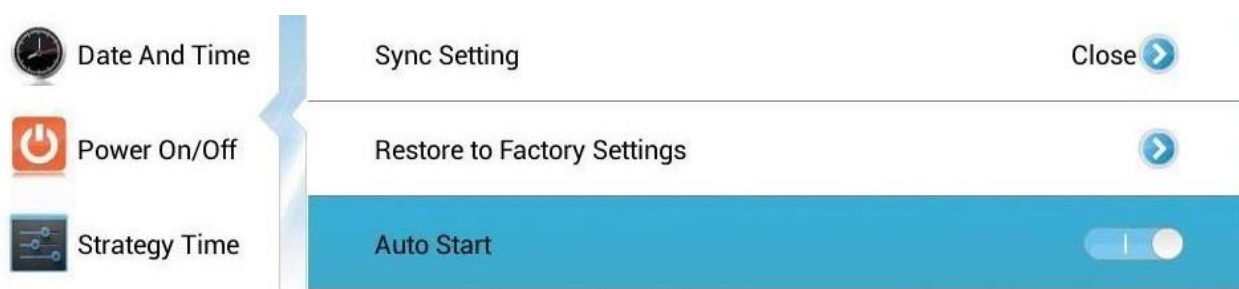 Date And Time
Sync Setting
Close
Power On/Off
Restore to Factory Settings
Strategy Time
Auto Start